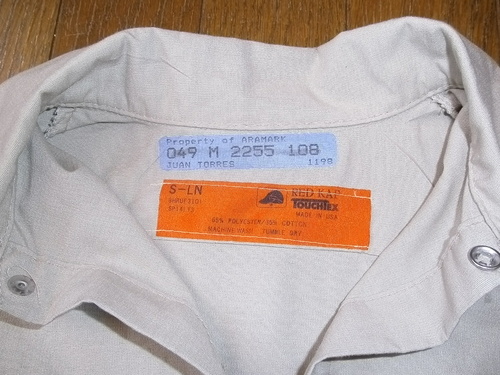 Property of ARAMARK
049 M 2255 108
JUAN TORRES 1198
S-LN
RED KAP
TOUCHTEX
MADE IN USA
65% POLYESTER/35% COTTON
MACHINE WASH TUMBLE DRY